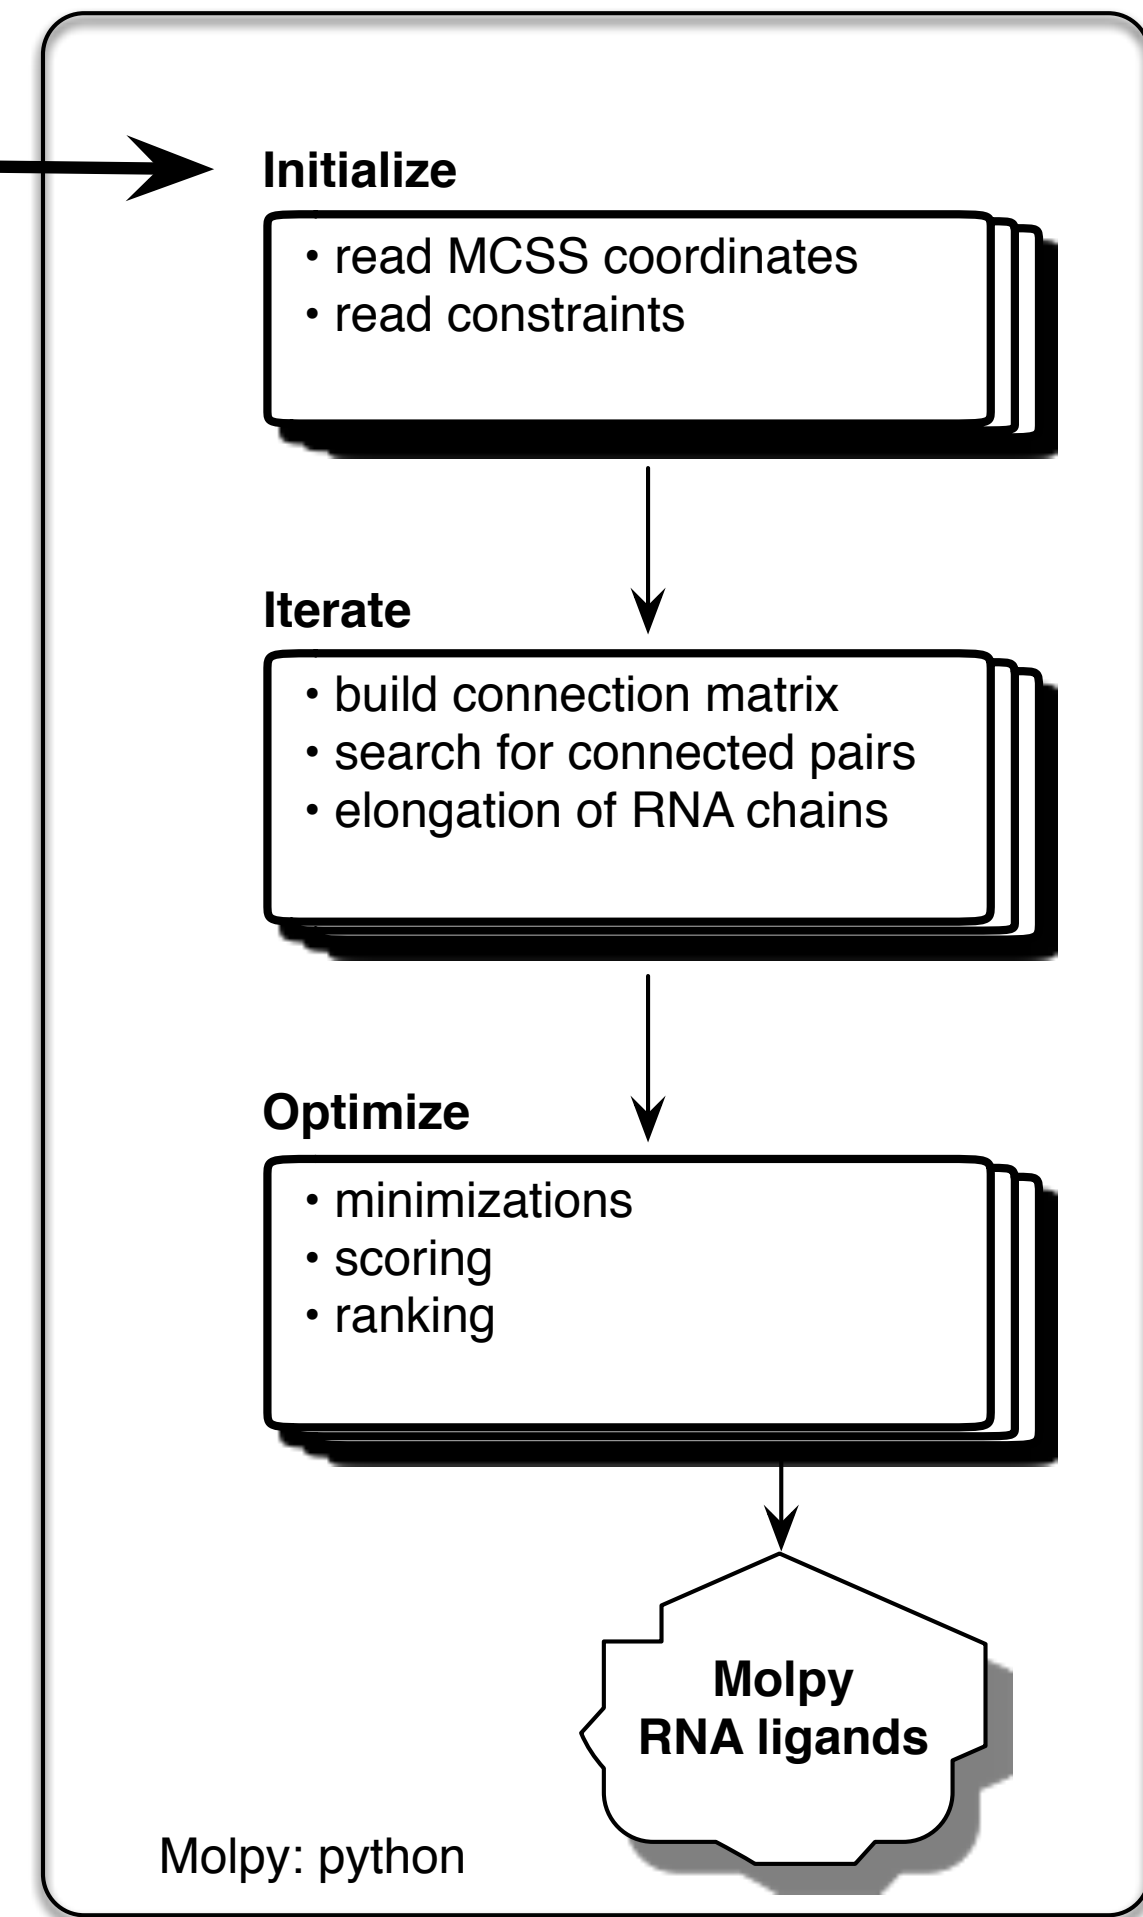 Initialize
• read MCSS coordinates
• read constraints
Iterate
• build connection matrix
• search for connected pairs
• elongation of RNA chains
Optimize
• minimizations
• scoring
• ranking
Molpy
RNA ligands
Molpy: python